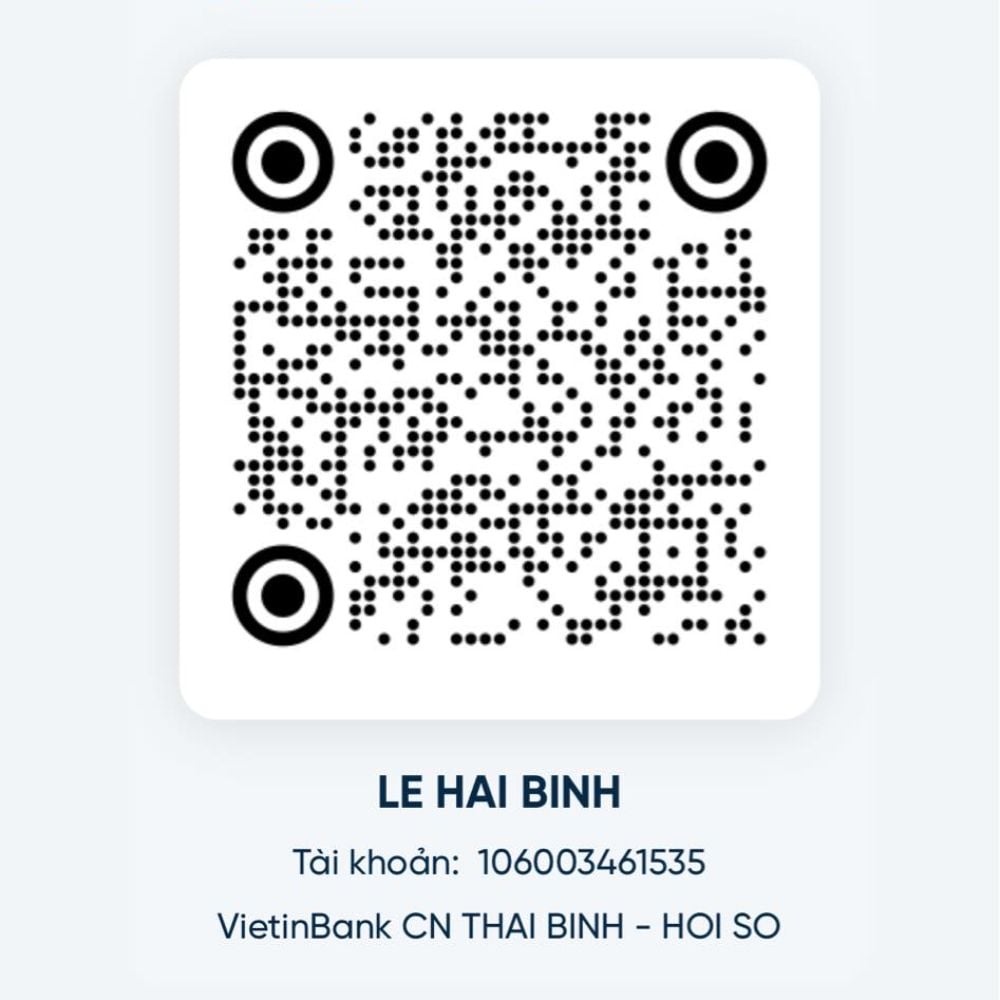 LE HAI BINH
Tài khoản: 106003461535
VietinBank CN THAI BINH - HOI SO